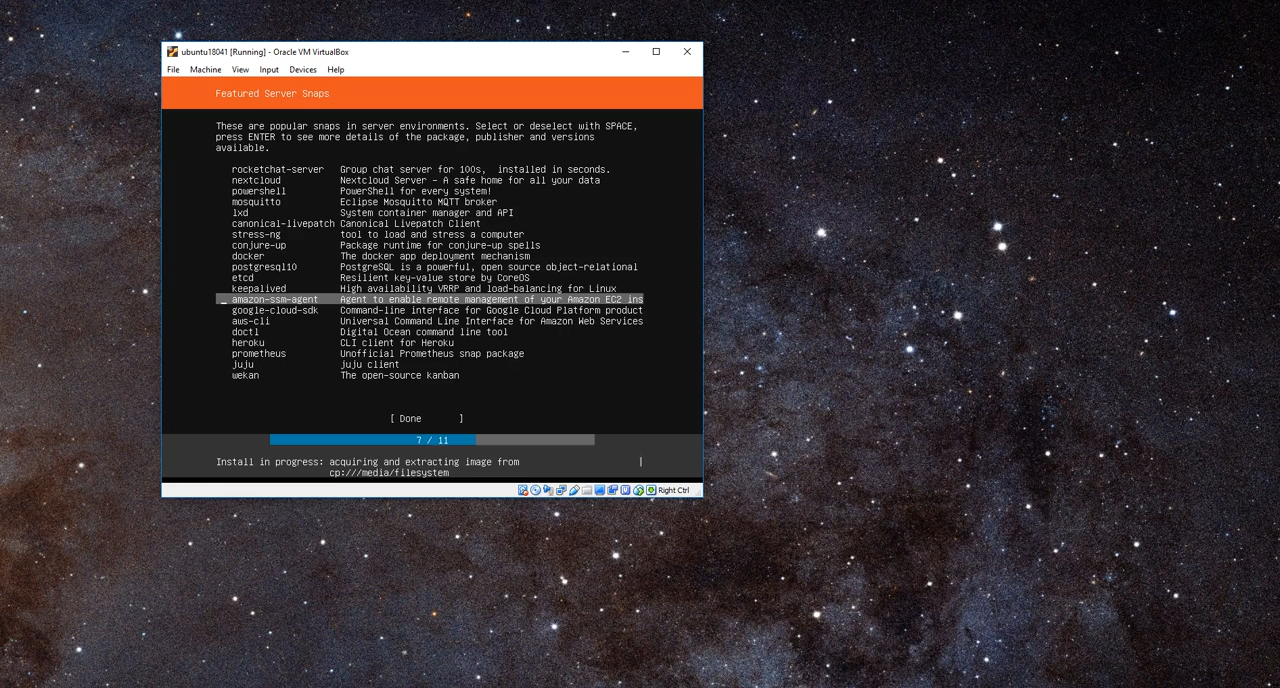 ubuntu18041 [Running] - Oracle VM VirtualBox
File Machine View Input Devices Help
Featured Server Snaps
These are popular snaps in server environments. Select or deselect with SPACE,
press ENTER to see more details of the package, publisher and versions
available.
rocketchat-server Group chat server for 100s, installed in seconds.
nextcloud Nextcloud Server - A safe home for all your data
powershell PowerShell for every system!
mosquitto Eclipse Mosquitto MQTT broker
lxd System container manager and API
canonical-livepatch Canonical Livepatch Client
stress-ng tool to load and stress a computer
conjure-up Package runtime for conjure-up spells
docker The docker app deployment mechanism
postgresql10 PostgreSQL is a powerful, open source object-relational
etcd Resilient key-value store by CoreOS
keepalived High availability VRRP and load-balancing for Linux
_ amazon-ssm-agent Agent to enable remote management of your Amazon EC2 ins
google-cloud-sdk Command-line interface for Google Cloud Platform product
aws-cli Universal Command Line Interface for Amazon Web Services
doctl Digital Ocean command line tool
heroku CLI client for Heroku
prometheus Unofficial Prometheus snap package
juju juju client
wekan The open-source kanban
[ Done ]
7 / 11
Install in progress: acquiring and extracting image from |
cp:///media/filesystem
Right Ctrl